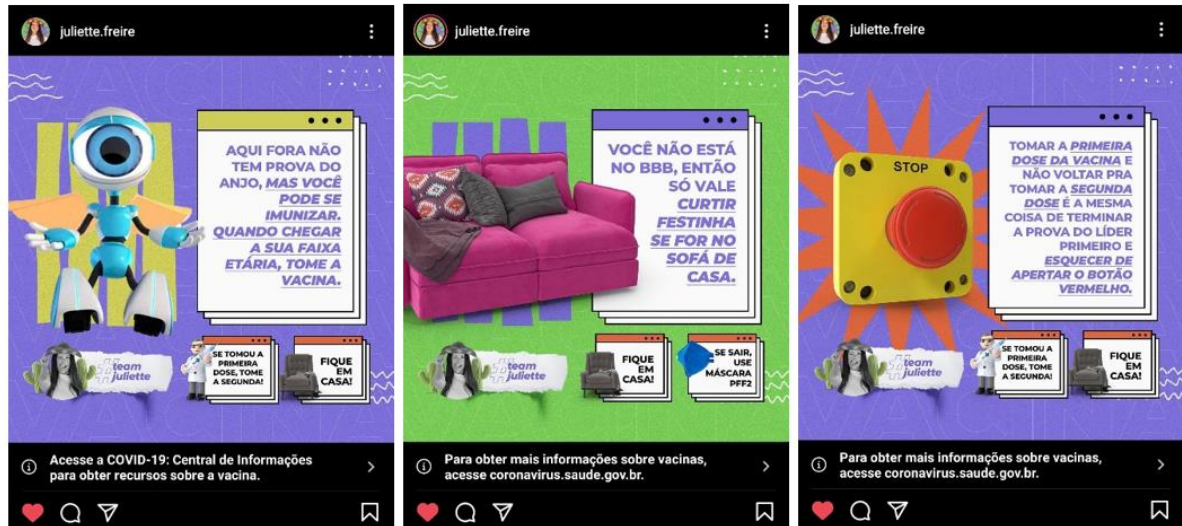 juliette.freire
AQUI FORA NÃO
TEM PROVA DO
ANJO, MAS VOCÊ
PODE SE
IMUNIZAR.
QUANDO CHEGAR
A SUA FAIXA
ETÁRIA, TOME A
VACINA.
#team
juliette
SE TOMOU A
PRIMEIRA
DOSE, TOME
A SEGUNDA!
FIQUE
EM
CASA!
Acesse a COVID-19: Central de Informações
para obter recursos sobre a vacina.
juliette.freire
VOCÊ NÃO ESTÁ
NO BBB, ENTÃO
SÓ VALE
CURTIR
FESTINHA
SE FOR NO
SOFÁ DE
CASA.
#team
juliette
FIQUE
EM
CASA!
SE SAIR,
USE
MÁSCARA
PFF2
Para obter mais informações sobre vacinas,
acesse coronavirus.saude.gov.br.
juliette.freire
STOP
TOMAR A PRIMEIRA
DOSE DA VACINA E
NÃO VOLTAR PRA
TOMAR A SEGUNDA
DOSE É A MESMA
COISA DE TERMINAR
A PROVA DO LÍDER
PRIMEIRO E
ESQUECER DE
APERTAR O BOTÃO
VERMELHO.
#team
juliette
SE TOMOU A
PRIMEIRA
DOSE, TOME
A SEGUNDA!
FIQUE
EM
CASA!
Para obter mais informações sobre vacinas,
acesse coronavirus.saude.gov.br.